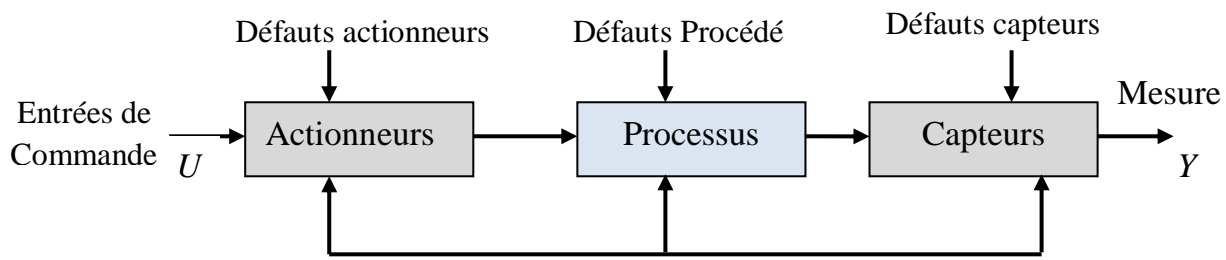 Défauts actionneurs
Défauts Procédé
Défauts capteurs
Entrées de
Commande
U
Actionneurs
Processus
Capteurs
Mesure
Y